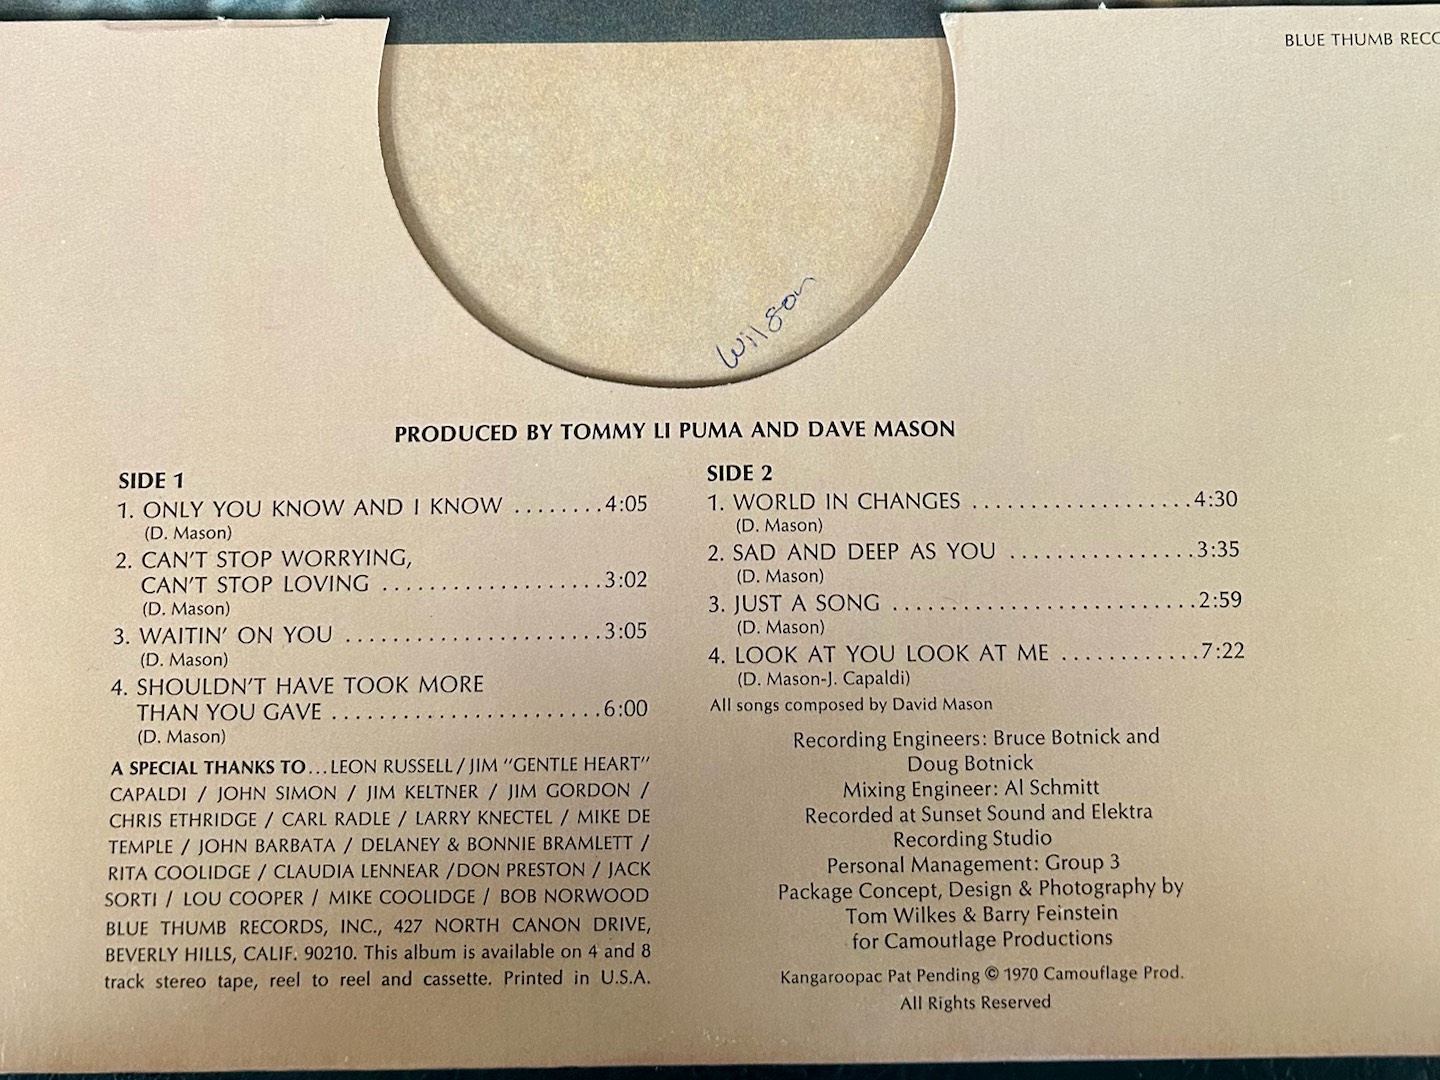 BLUE THUMB RECO
Wilson
PRODUCED BY TOMMY LI PUMA AND DAVE MASON
SIDE 1
1. ONLY YOU KNOW AND I KNOW ........4:05
(D. Mason)
2. CAN'T STOP WORRYING,
CAN'T STOP LOVING ...................3:02
(D. Mason)
3. WAITIN' ON YOU ......................3:05
(D. Mason)
4. SHOULDN'T HAVE TOOK MORE
THAN YOU GAVE .......................6:00
(D. Mason)
A SPECIAL THANKS TO...LEON RUSSELL/JIM "GENTLE HEART"
CAPALDI / JOHN SIMON / JIM KELTNER / JIM GORDON /
CHRIS ETHRIDGE / CARL RADLE / LARRY KNECTEL / MIKE DE
TEMPLE / JOHN BARBATA / DELANEY & BONNIE BRAMLETT /
RITA COOLIDGE / CLAUDIA LENNEAR /DON PRESTON / JACK
SORTI / LOU COOPER / MIKE COOLIDGE / BOB NORWOOD
BLUE THUMB RECORDS, INC., 427 NORTH CANON DRIVE,
BEVERLY HILLS, CALIF. 90210. This album is available on 4 and 8
track stereo tape, reel to reel and cassette. Printed in U.S.A.
SIDE 2
1. WORLD IN CHANGES ...................4:30
(D. Mason)
2. SAD AND DEEP AS YOU ................3:35
(D. Mason)
3. JUST A SONG ..........................2:59
(D. Mason)
4. LOOK AT YOU LOOK AT ME ............7:22
(D. Mason-J. Capaldi)
All songs composed by David Mason
Recording Engineers: Bruce Botnick and
Doug Botnick
Mixing Engineer: Al Schmitt
Recorded at Sunset Sound and Elektra
Recording Studio
Personal Management: Group 3
Package Concept, Design & Photography by
Tom Wilkes & Barry Feinstein
for Camoutlage Productions
Kangaroopac Pat Pending © 1970 Camouflage Prod.
All Rights Reserved